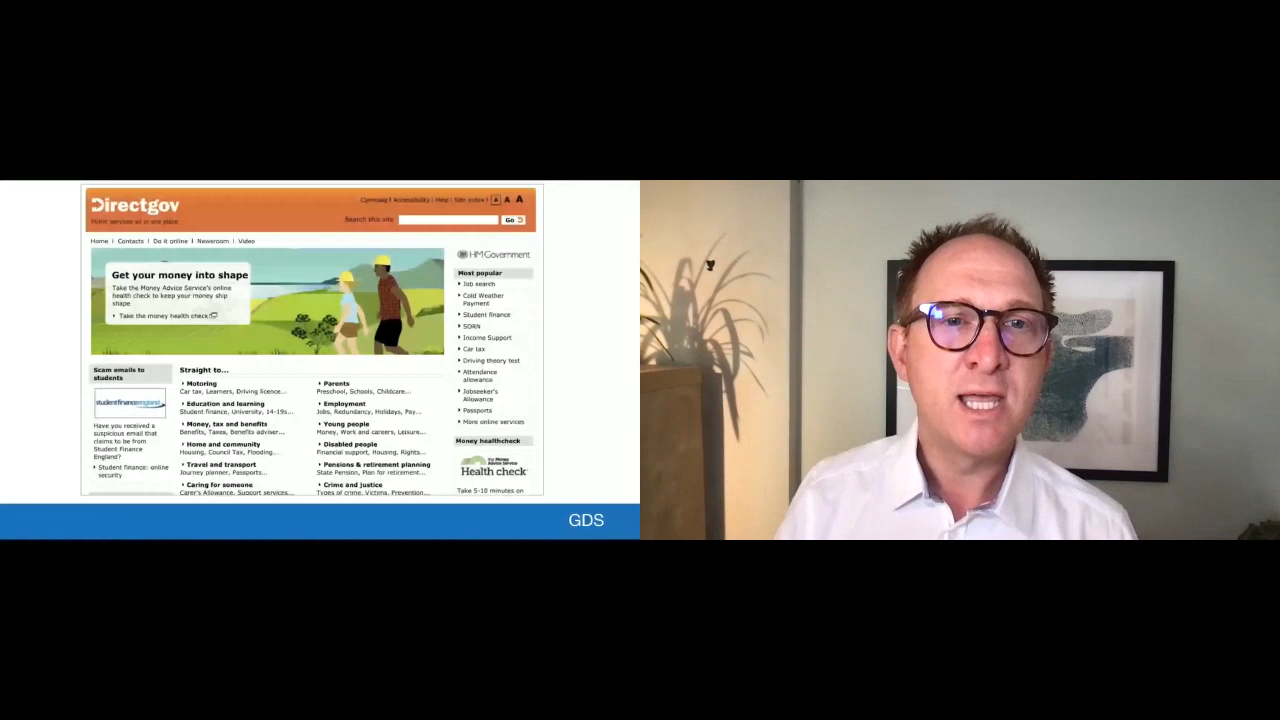 Directgov
Public services all in one place
Cymraeg | Accessibility | Help | Site index | A A A
Search this site Go
Home | Contacts | Do it online | Newsroom | Video
Get your money into shape
Take the Money Advice Service's online
health check to keep your money ship
shape
Take the money health check
HM Government
Most popular
Job search
Cold Weather
Payment
Student finance
SORN
Income Support
Car tax
Driving theory test
Attendance
allowance
Jobseeker's
Allowance
Passports
More online services
Money healthcheck
the Money
Advice Service
Health check
Take 5-10 minutes on
Scam emails to
students
studentfinanceengland
Have you received a
suspicious email that
claims to be from
Student Finance
England?
Student finance: online
security
Straight to...
Motoring
Car tax, Learners, Driving licence...
Education and learning
Student finance, University, 14-19s...
Money, tax and benefits
Benefits, Taxes, Benefits adviser...
Home and community
Housing, Council Tax, Flooding...
Travel and transport
Journey planner, Passports...
Caring for someone
Carer's Allowance, Support services...
Parents
Preschool, Schools, Childcare...
Employment
Jobs, Redundancy, Holidays, Pay...
Young people
Money, Work and careers, Leisure...
Disabled people
Financial support, Housing, Rights...
Pensions & retirement planning
State Pension, Plan for retirement...
Crime and justice
Types of crime, Victims, Prevention...
GDS